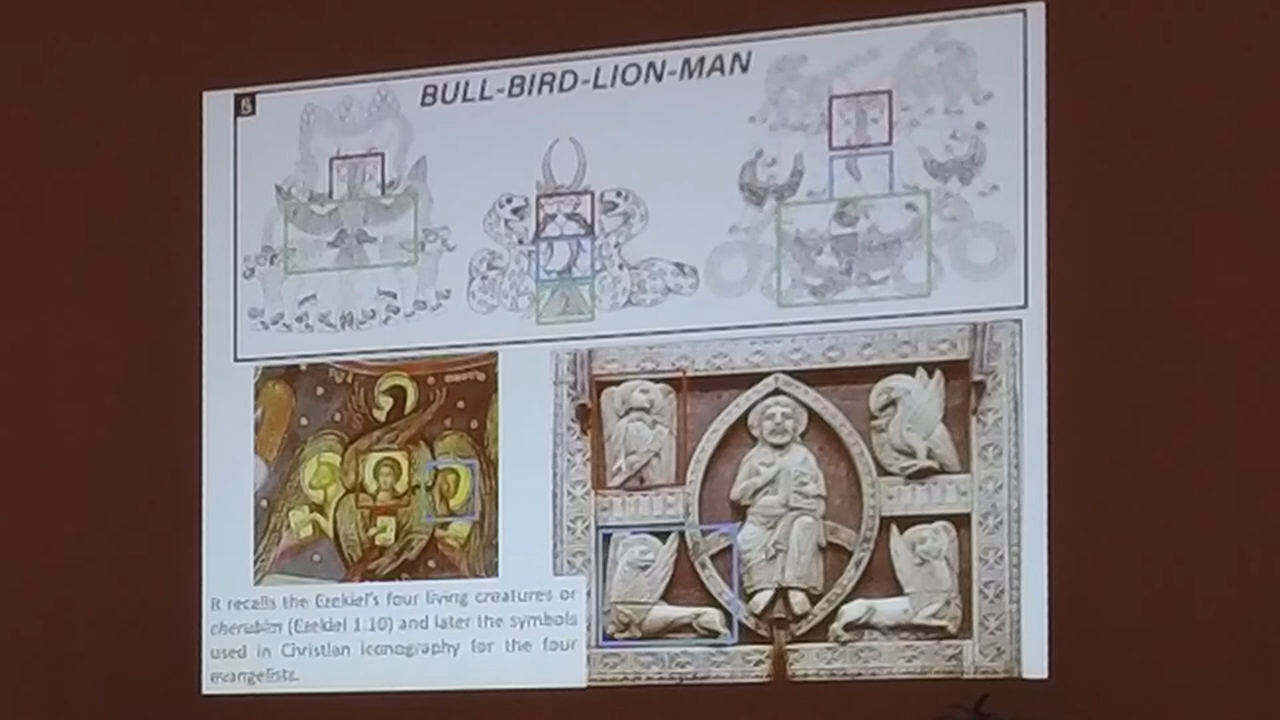 BULL-BIRD-LION-MAN
It recalls the Ezekiel's four living creatures or
cherubim (Ezekiel 1.10) and later the symbols
used in Christian iconography for the four
evangelists.